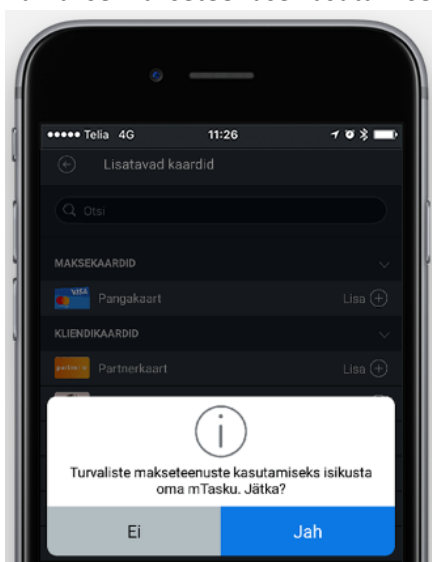 Telia 4G 11:26
Lisatavad kaardid
Otsi
MAKSEKAARDID
VISA
Pangakaart Lisa
KLIENDIKAARDID
Partnerkaart Lisa
Turvaliste makseteenuste kasutamiseks isikusta
oma mTasku. Jätka?
Ei Jah